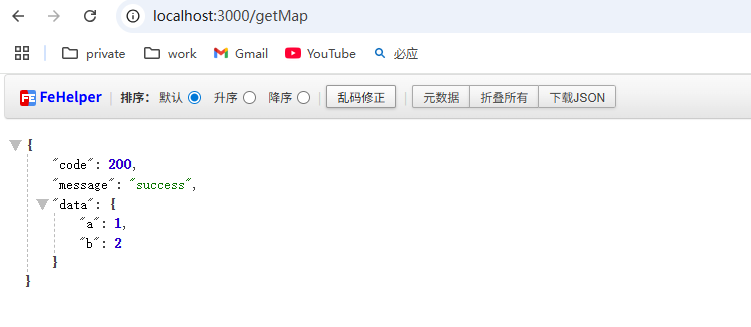 localhost:3000/getMap
private work Gmail YouTube 必应
FeHelper 排序: 默认 升序 降序 乱码修正 元数据 折叠所有 下载JSON
{
"code": 200,
"message": "success",
"data": {
"a": 1,
"b": 2
}
}